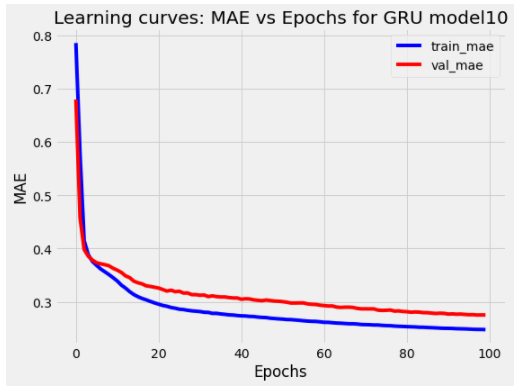 Learning curves: MAE vs Epochs for GRU model10
train_mae
val_mae
0.8
0.7
0.6
0.5
0.4
0.3
MAE
0 20 40 60 80 100
Epochs